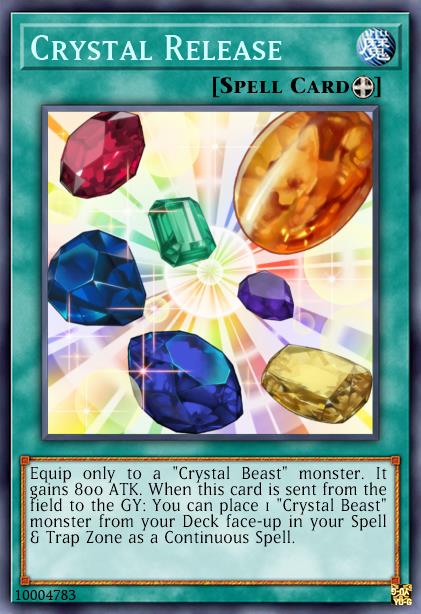 Crystal Release
魔
[Spell Card]
Equip only to a "Crystal Beast" monster. It
gains 800 ATK. When this card is sent from the
field to the GY: You can place 1 "Crystal Beast"
monster from your Deck face-up in your Spell
& Trap Zone as a Continuous Spell.
10004783